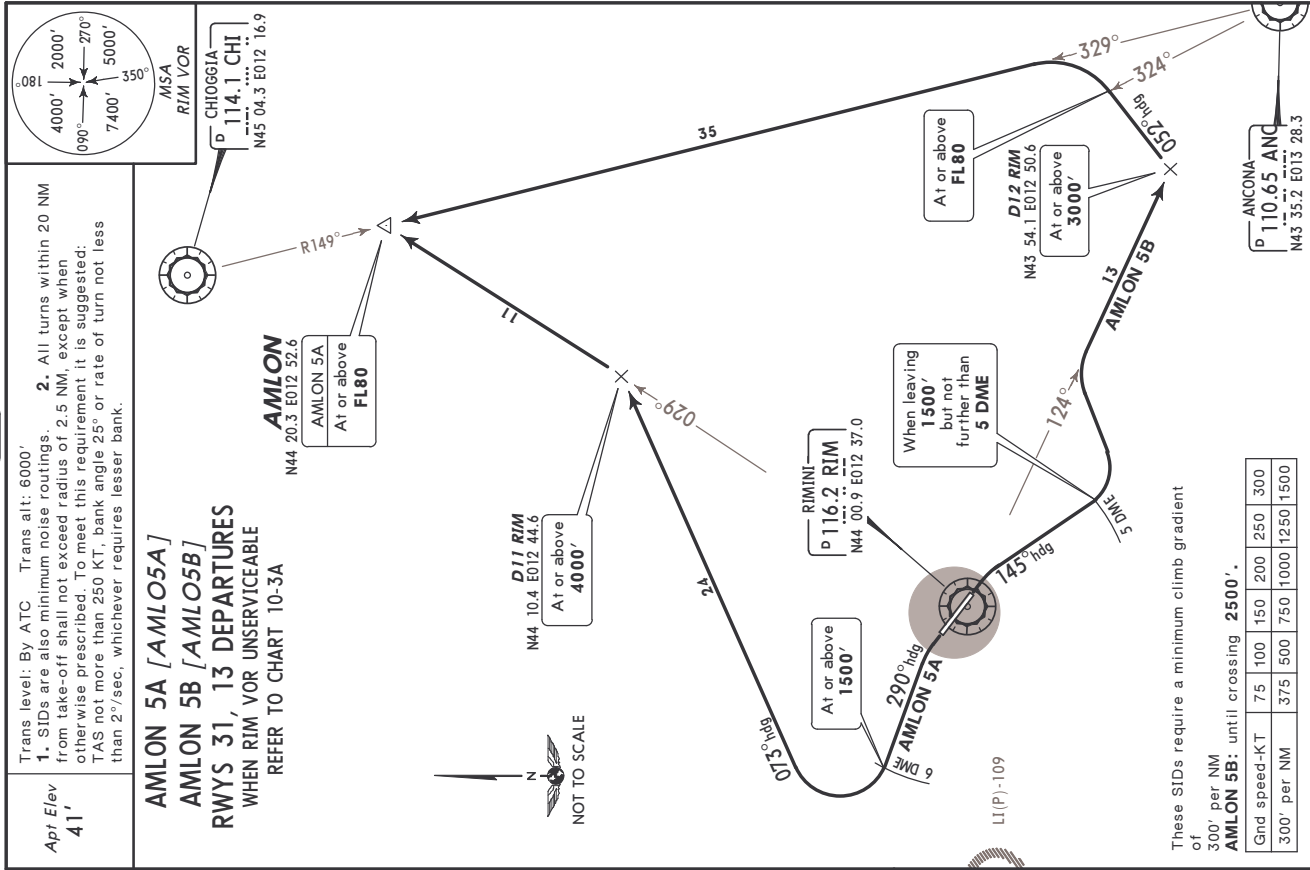 Apt Elev
41'
Trans level: By ATC Trans alt: 6000'
1. SIDs are also minimum noise routings. 2. All turns within 20 NM
from take-off shall not exceed radius of 2.5 NM, except when
otherwise prescribed. To meet this requirement it is suggested:
TAS not more than 250 KT, bank angle 25° or rate of turn not less
than 2°/sec, whichever requires lesser bank.
180°
4000'
2000'
090°
270°
7400'
5000'
350°
MSA
RIM VOR
AMLON 5A [AMLO5A]
AMLON 5B [AMLO5B]
RWYS 31, 13 DEPARTURES
WHEN RIM VOR UNSERVICEABLE
REFER TO CHART 10-3A
CHIOGGIA
D 114.1 CHI
N45 04.3 E012 16.9
R149°
AMLON
N44 20.3 E012 52.6
AMLON 5A
At or above
FL80
11
35
N
NOT TO SCALE
D11 RIM
N44 10.4 E012 44.6
At or above
4000'
029°
24
073° hdg
At or above
1500'
6 DME
290° hdg
AMLON 5A
RIMINI
D 116.2 RIM
N44 00.9 E012 37.0
145° hdg
When leaving
1500'
but not
further than
5 DME
5 DME
124°
13
AMLON 5B
At or above
FL80
D12 RIM
N43 54.1 E012 50.6
At or above
3000'
052° hdg
329°
324°
ANCONA
D 110.65 ANC
N43 35.2 E013 28.3
LI(P)-109
These SIDs require a minimum climb gradient
of
300' per NM
AMLON 5B: until crossing 2500'.
Gnd speed-KT 75 100 150 200 250 300
300' per NM 375 500 750 1000 1250 1500